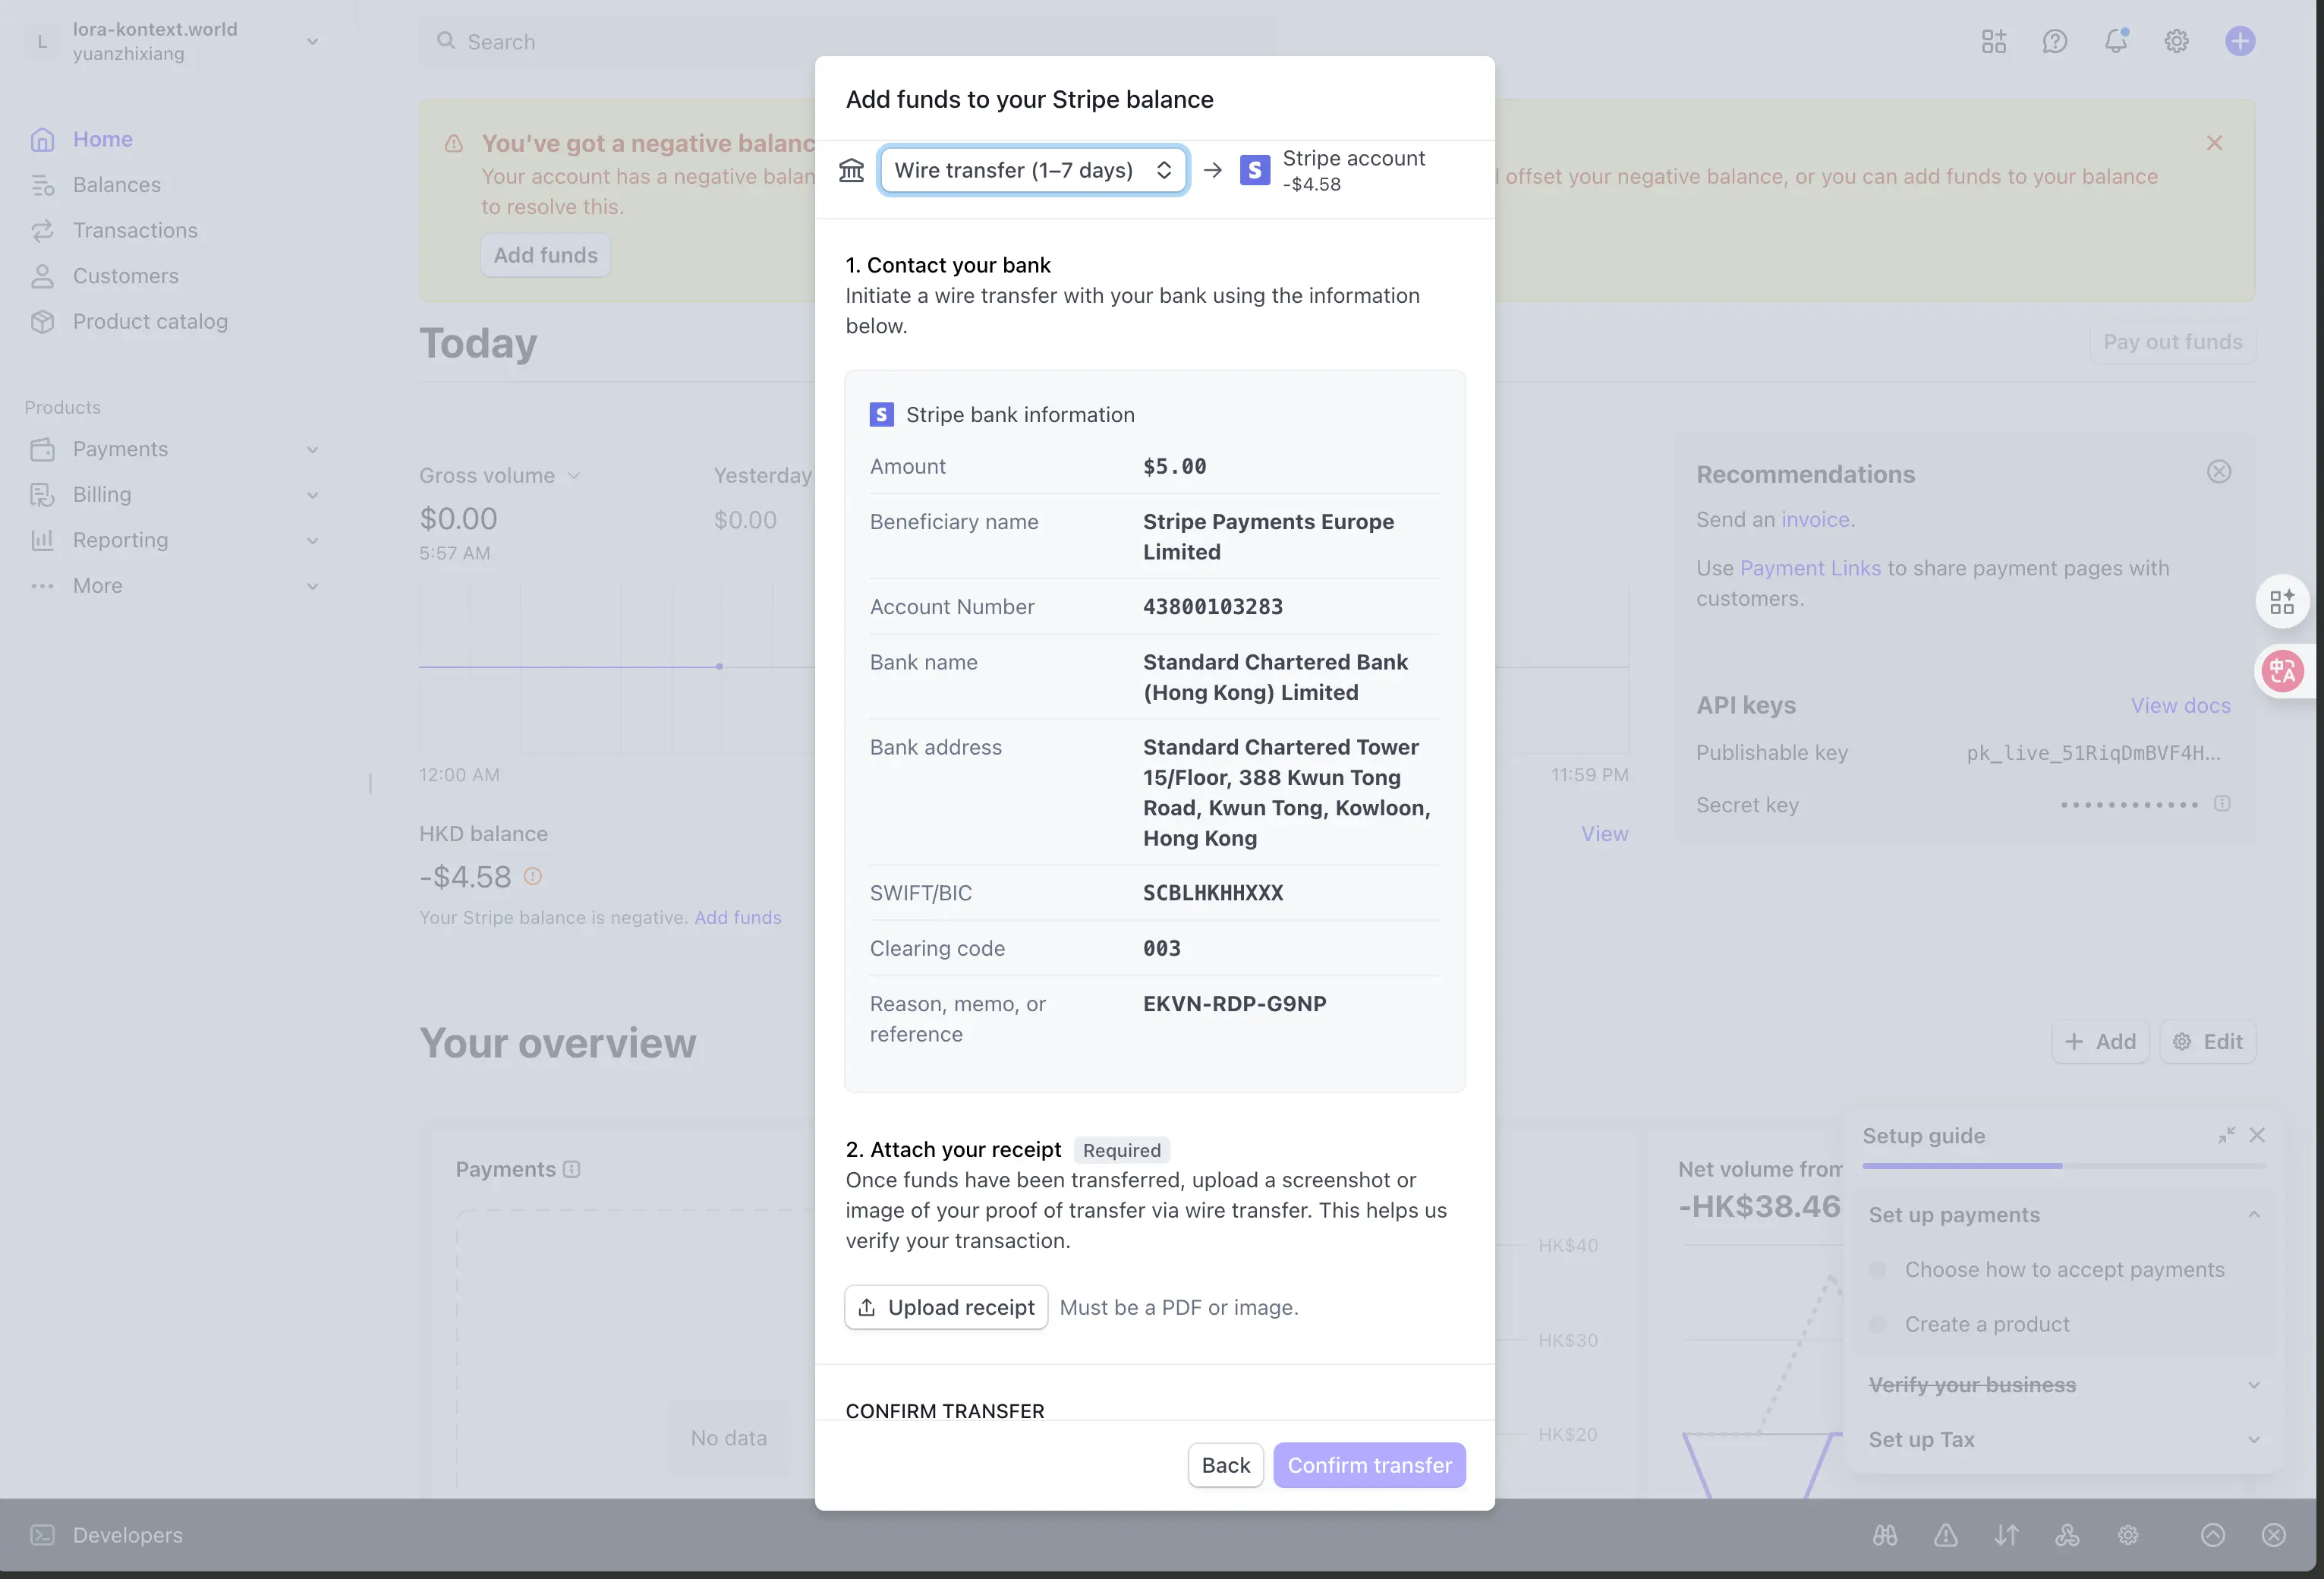 L
lora-kontext.world
yuanzhixiang
Search
Home
Balances
Transactions
Customers
Product catalog
Products
Payments
Billing
Reporting
More
You've got a negative balanc
Your account has a negative balan
offset your negative balance, or you can add funds to your balance
to resolve this.
Add funds
Today
Pay out funds
Gross volume
Yesterday
$0.00
$0.00
5:57 AM
12:00 AM
11:59 PM
HKD balance
View
-$4.58
Your Stripe balance is negative. Add funds
Your overview
Add
Edit
Payments
No data
Add funds to your Stripe balance
Wire transfer (1–7 days)
S
Stripe account
-$4.58
1. Contact your bank
Initiate a wire transfer with your bank using the information
below.
S Stripe bank information
Amount $5.00
Beneficiary name Stripe Payments Europe
Limited
Account Number 43800103283
Bank name Standard Chartered Bank
(Hong Kong) Limited
Bank address Standard Chartered Tower
15/Floor, 388 Kwun Tong
Road, Kwun Tong, Kowloon,
Hong Kong
SWIFT/BIC SCBLHKHHXXX
Clearing code 003
Reason, memo, or EKVN-RDP-G9NP
reference
2. Attach your receipt Required
Once funds have been transferred, upload a screenshot or
image of your proof of transfer via wire transfer. This helps us
verify your transaction.
Upload receipt Must be a PDF or image.
CONFIRM TRANSFER
Back
Confirm transfer
Recommendations
Send an invoice.
Use Payment Links to share payment pages with
customers.
API keys
View docs
Publishable key pk_live_51RiqDmBVF4H...
Secret key ••••••••••••
中A
Net volume from
-HK$38.46
HK$40
HK$30
HK$20
Setup guide
Set up payments
Choose how to accept payments
Create a product
Verify your business
Set up Tax
Developers